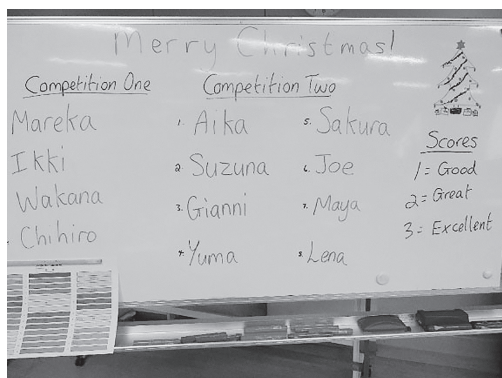 Merry Christmas!
Competition One
Mareka
Ikki
Wakana
Chihiro
Competition Two
1. Aika
2. Suzuna
3. Gianni
4. Yuma
5. Sakura
6. Joe
7. Maya
8. Lena
Scores
1 = Good
2 = Great
3 = Excellent